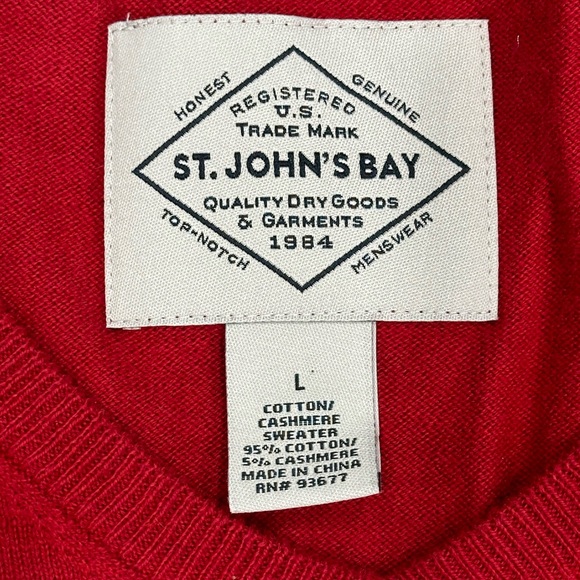 HONEST
GENUINE
REGISTERED
U.S.
TRADE MARK
ST. JOHN'S BAY
QUALITY DRY GOODS
& GARMENTS
1984
TOP-NOTCH
MENSWEAR
L
COTTON/
CASHMERE
SWEATER
95% COTTON/
5% CASHMERE
MADE IN CHINA
RN# 93677